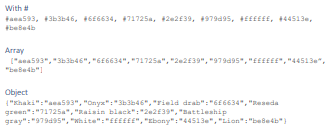 With #
#aea593, #3b3b46, #6f6634, #71725a, #2e2f39, #979d95, #ffffff, #44513e,
#be8e4b
Array
["aea593","3b3b46","6f6634","71725a","2e2f39","979d95","ffffff","44513e",
"be8e4b"]
Object
{"Khaki":"aea593","Onyx":"3b3b46","Field drab":"6f6634","Reseda
green":"71725a","Raisin black":"2e2f39","Battleship
gray":"979d95","White":"ffffff","Ebony":"44513e","Lion":"be8e4b"}